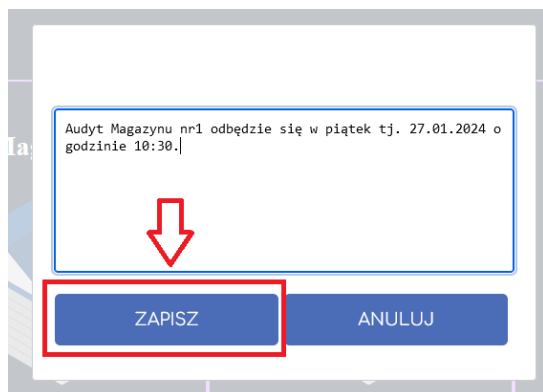 Audyt Magazynu nr1 odbędzie się w piątek tj. 27.01.2024 o
godzinie 10:30.
ZAPISZ
ANULUJ